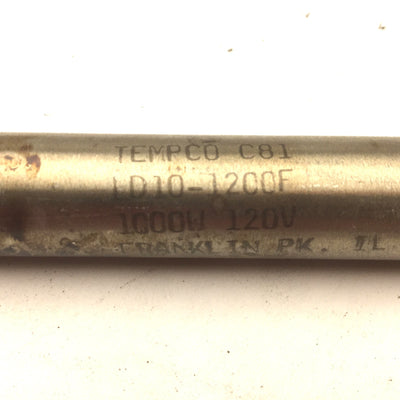 TEMPCO C81
LD10-1200F
1000W 120V
FRANKLIN PK. IL